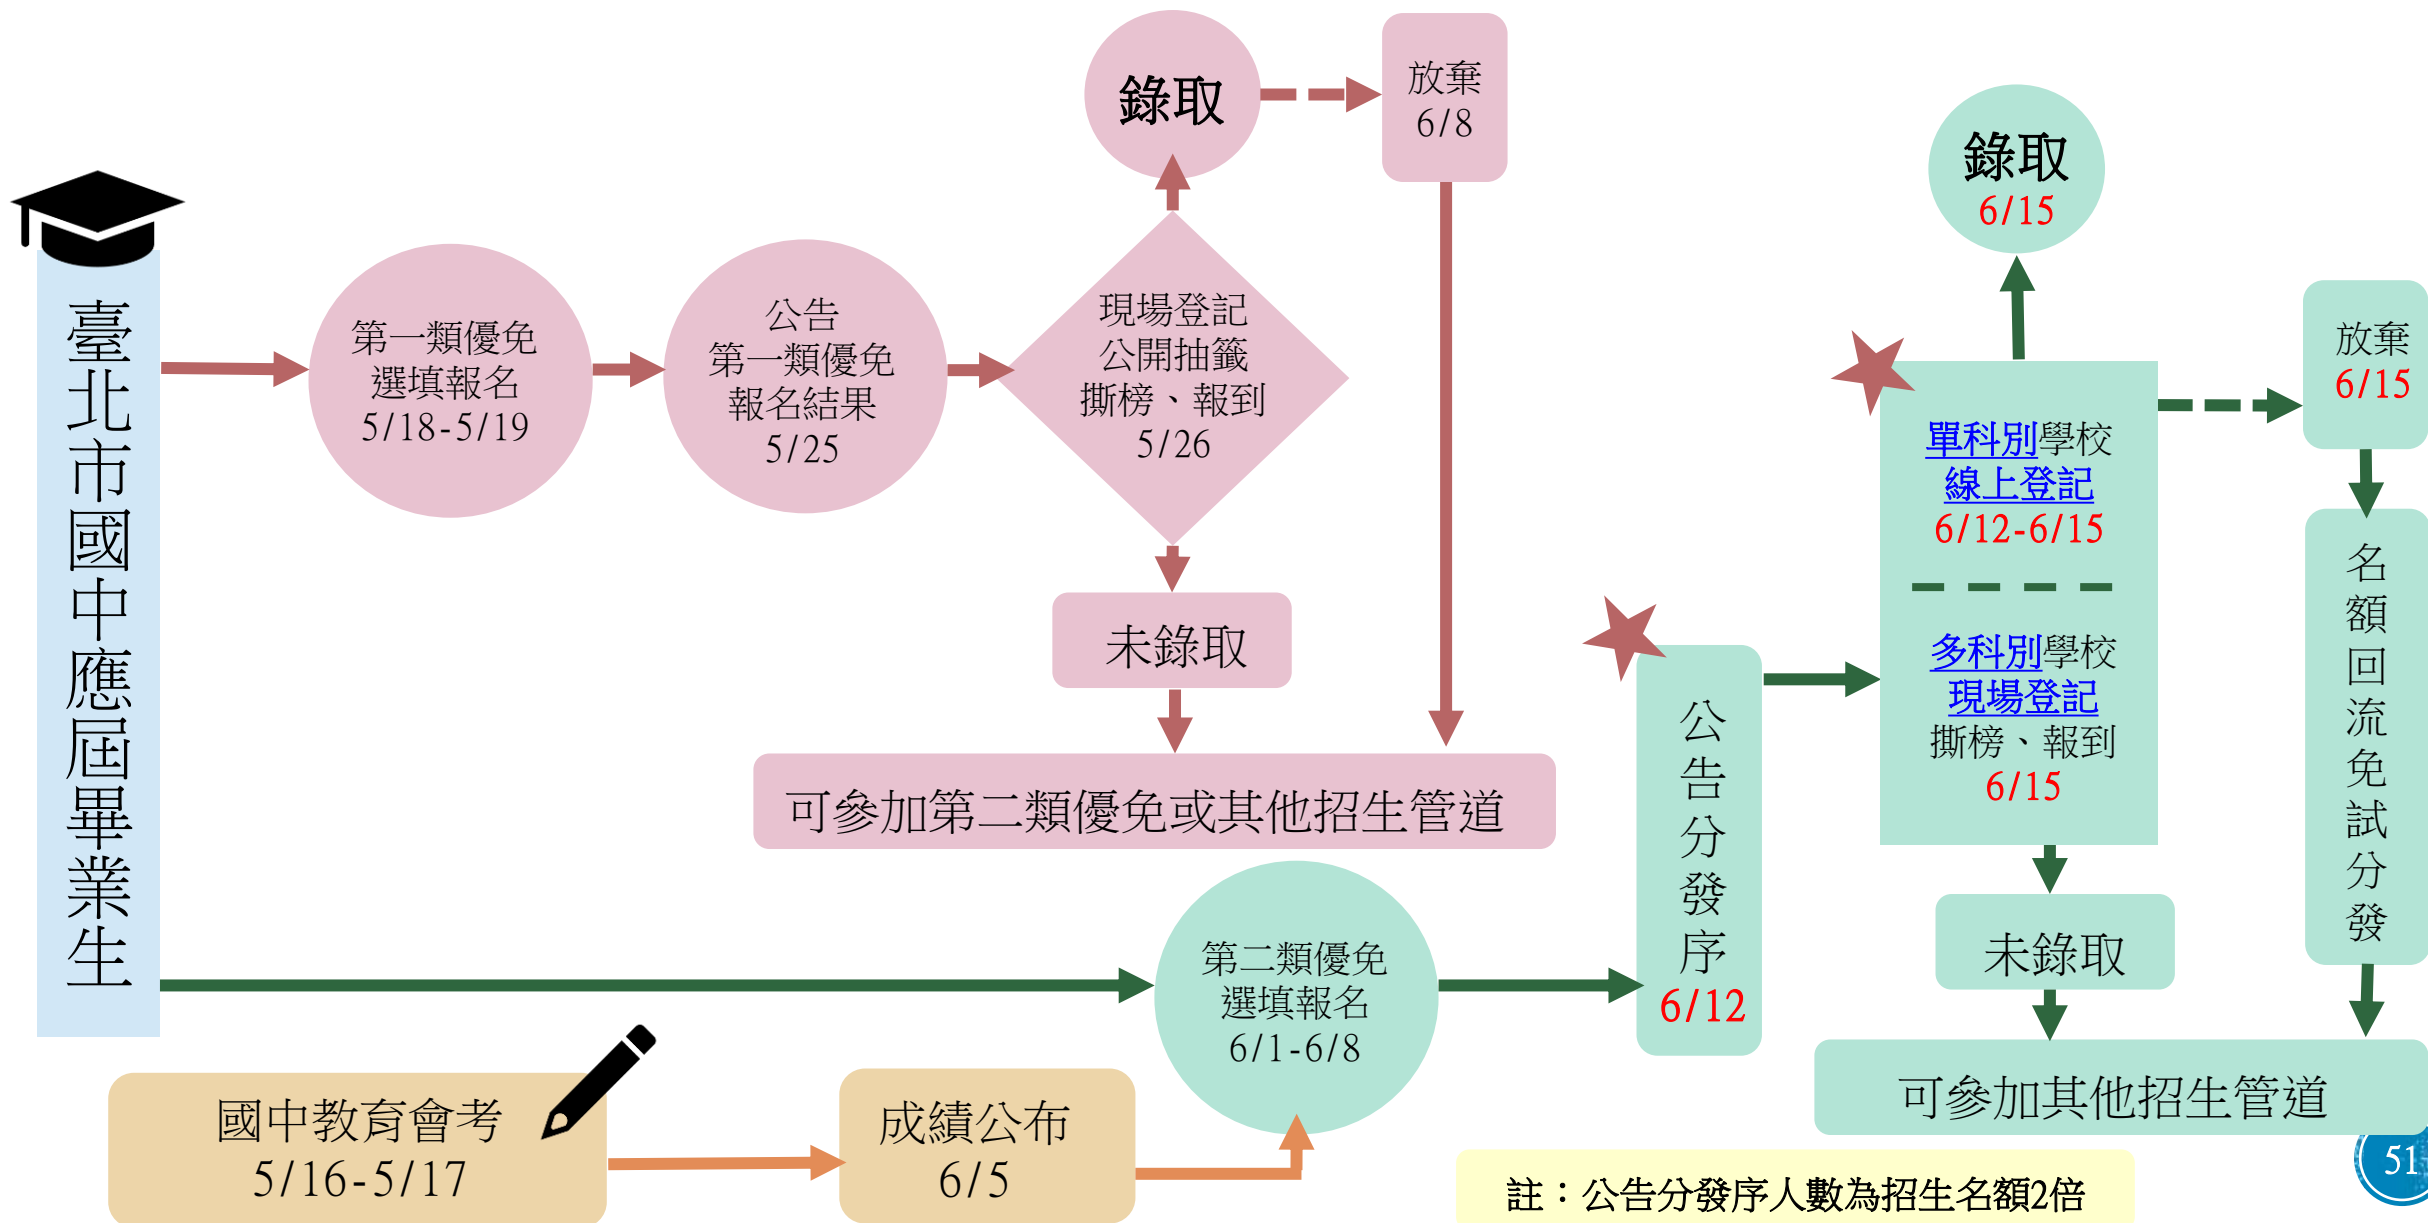 臺北市國中應屆畢業生
第一類優免
選填報名
5/18-5/19
公告
第一類優免
報名結果
5/25
現場登記
公開抽籤
撕榜、報到
5/26
錄取
放棄
6/8
未錄取
可參加第二類優免或其他招生管道
國中教育會考
5/16-5/17
成績公布
6/5
第二類優免
選填報名
6/1-6/8
公告分發序
6/12
單科別學校
線上登記
6/12-6/15
多科別學校
現場登記
撕榜、報到
6/15
錄取
6/15
放棄
6/15
名額回流免試分發
未錄取
可參加其他招生管道
註：公告分發序人數為招生名額2倍
51